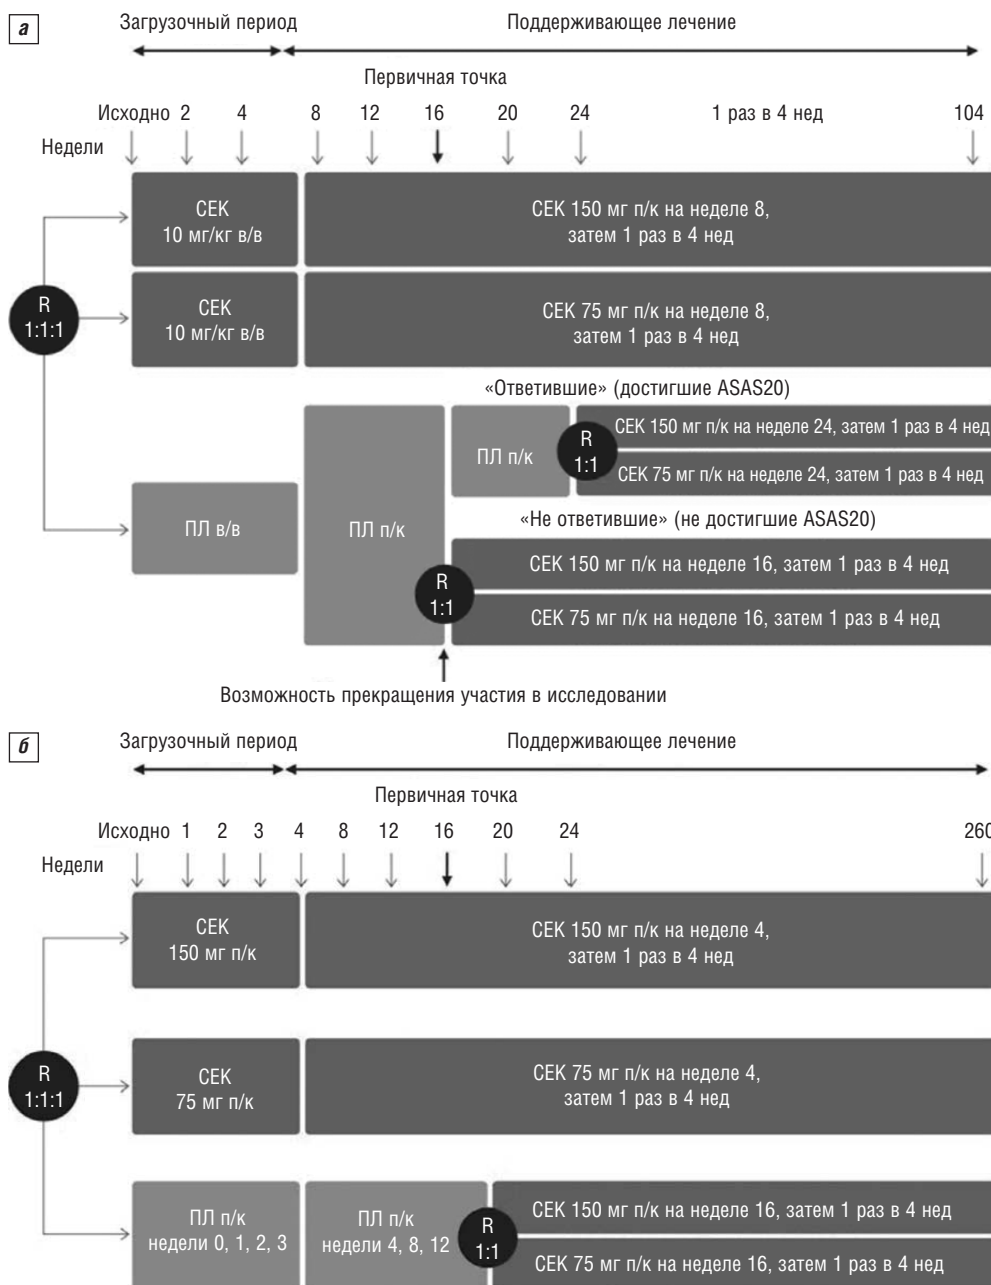 а
Загрузочный период Поддерживающее лечение
Первичная точка
Исходно 2 4 8 12 16 20 24 1 раз в 4 нед 104
Недели
СЕК
10 мг/кг в/в
СЕК 150 мг п/к на неделе 8,
затем 1 раз в 4 нед
R
1:1:1
СЕК
10 мг/кг в/в
СЕК 75 мг п/к на неделе 8,
затем 1 раз в 4 нед
«Ответившие» (достигшие ASAS20)
ПЛ в/в
ПЛ п/к
ПЛ п/к
R
1:1
СЕК 150 мг п/к на неделе 24, затем 1 раз в 4 нед
СЕК 75 мг п/к на неделе 24, затем 1 раз в 4 нед
«Не ответившие» (не достигшие ASAS20)
R
1:1
СЕК 150 мг п/к на неделе 16, затем 1 раз в 4 нед
СЕК 75 мг п/к на неделе 16, затем 1 раз в 4 нед
Возможность прекращения участия в исследовании
б
Загрузочный период Поддерживающее лечение
Первичная точка
Исходно 1 2 3 4 8 12 16 20 24 260
Недели
СЕК
150 мг п/к
СЕК 150 мг п/к на неделе 4,
затем 1 раз в 4 нед
R
1:1:1
СЕК
75 мг п/к
СЕК 75 мг п/к на неделе 4,
затем 1 раз в 4 нед
ПЛ п/к
недели 0, 1, 2, 3
ПЛ п/к
недели 4, 8, 12
R
1:1
СЕК 150 мг п/к на неделе 16, затем 1 раз в 4 нед
СЕК 75 мг п/к на неделе 16, затем 1 раз в 4 нед